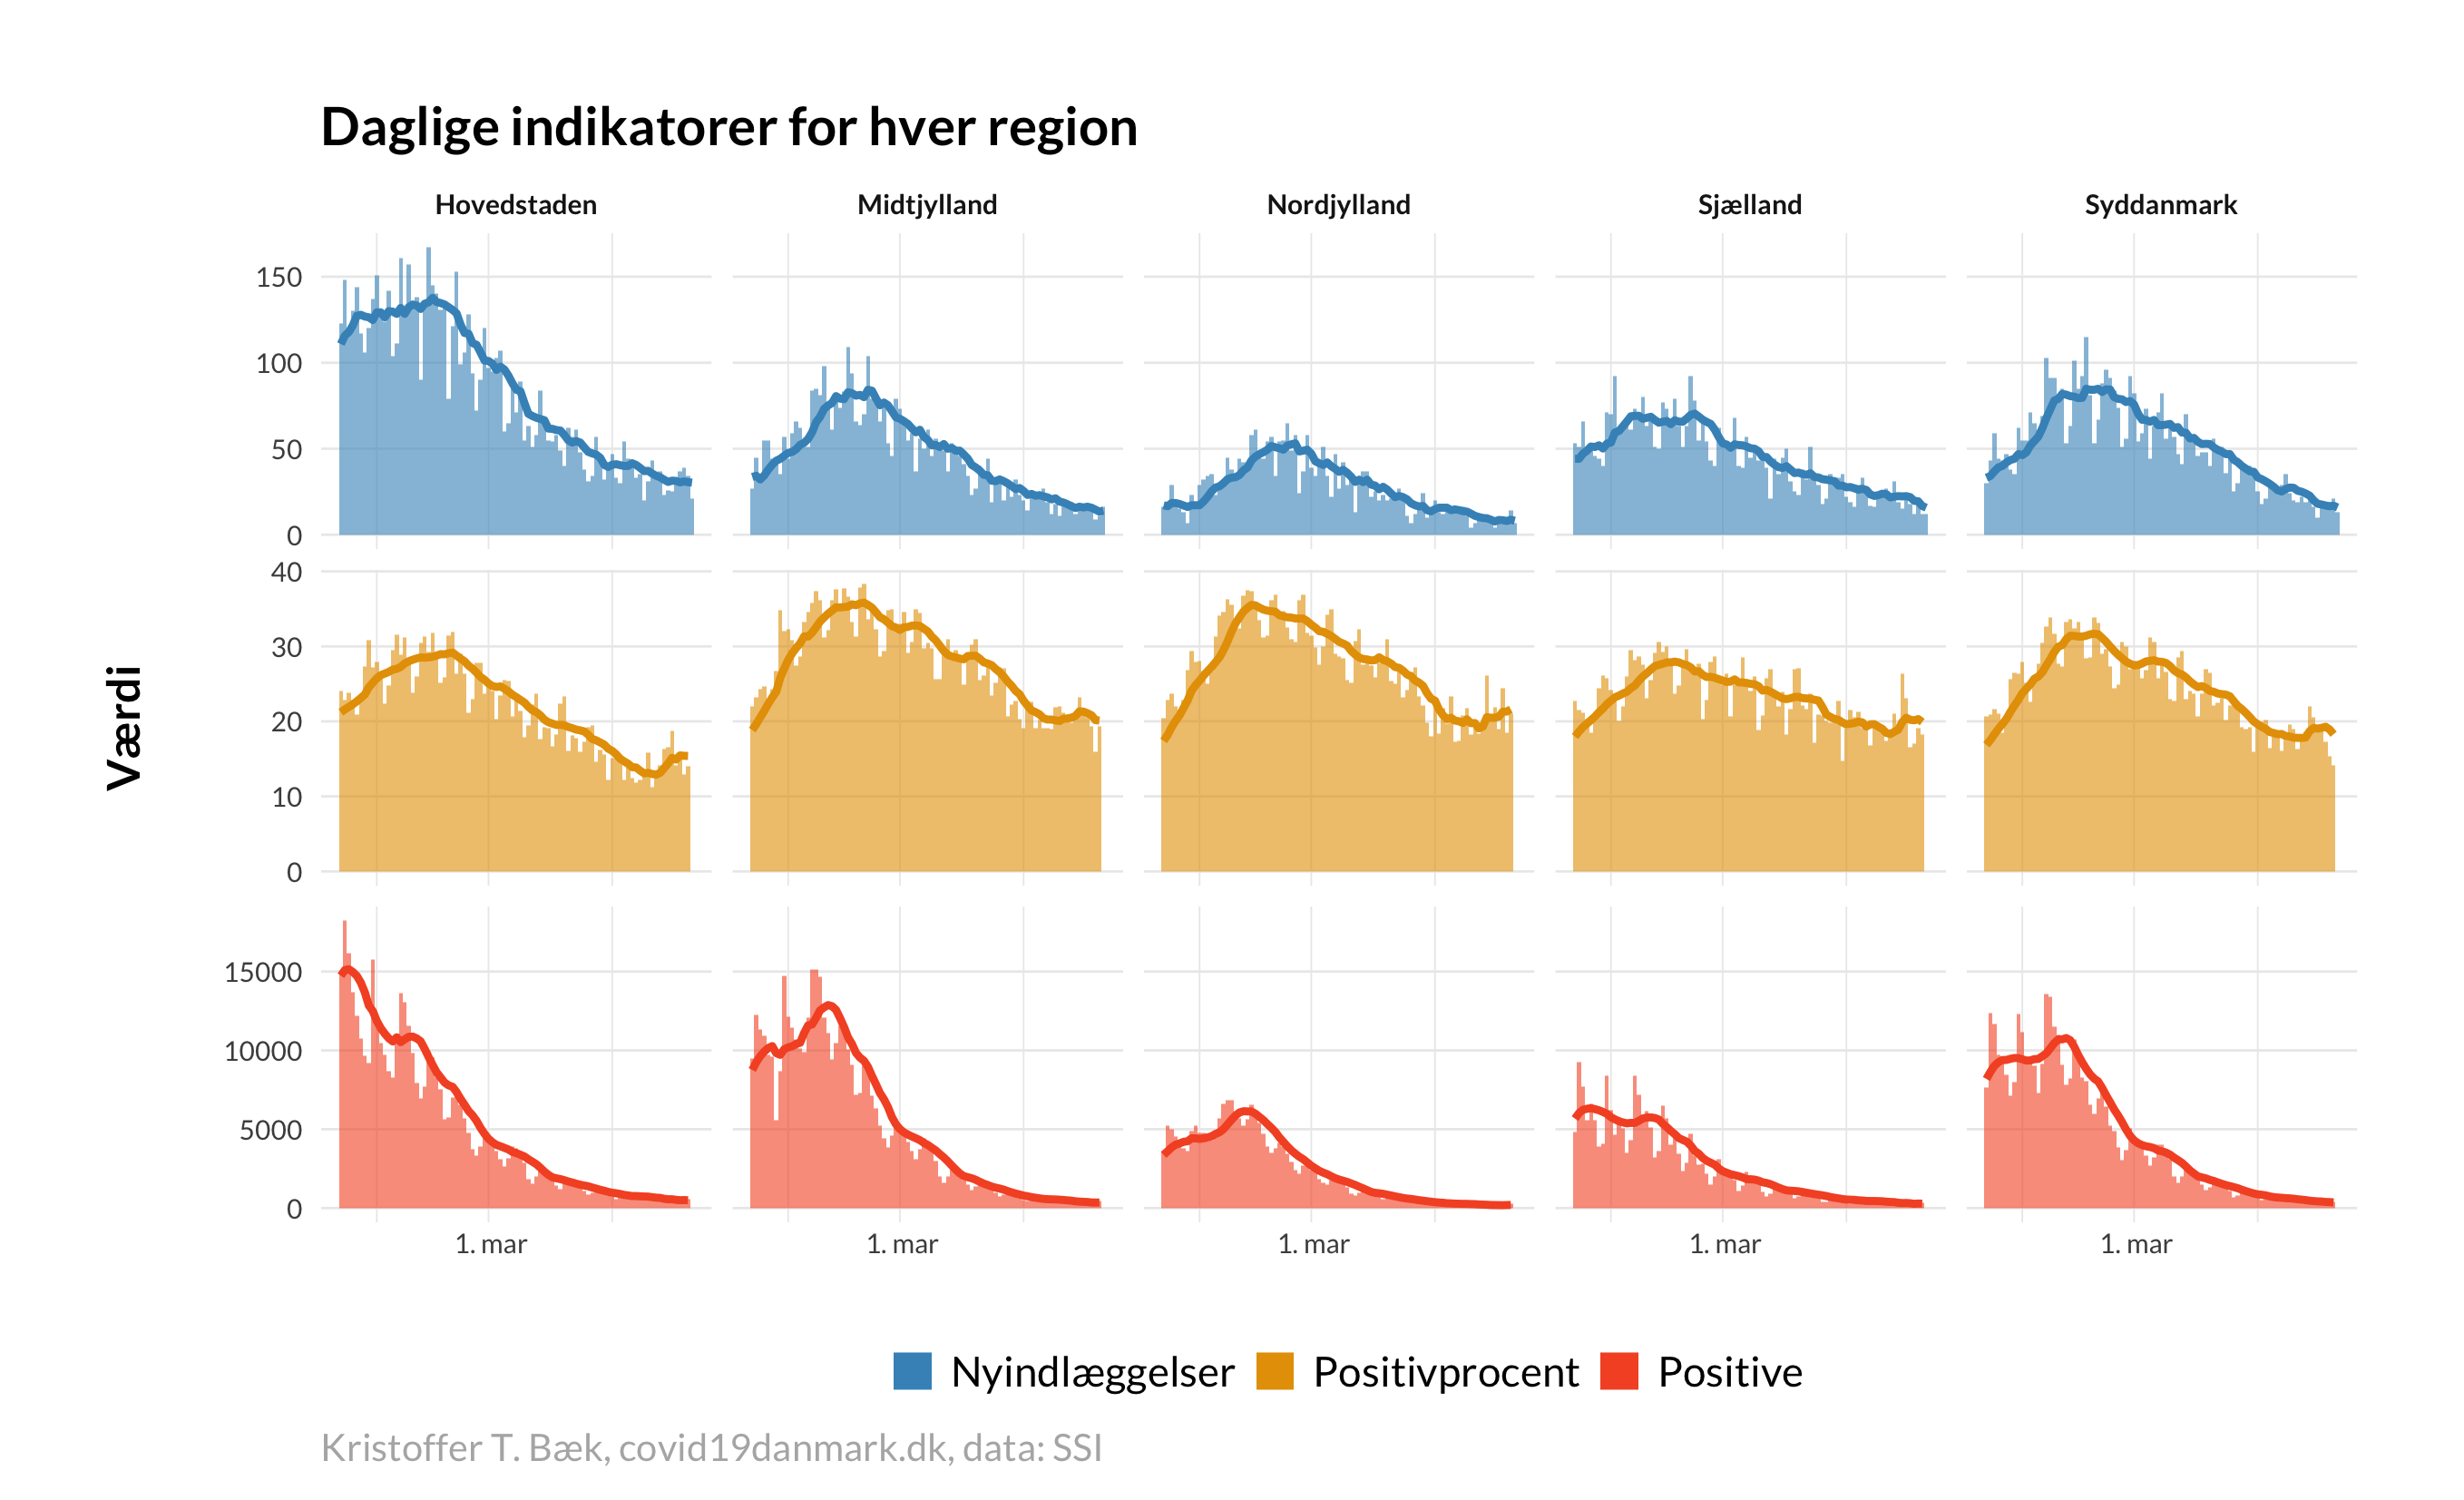 Daglige indikatorer for hver region
Hovedstaden Midtjylland Nordjylland Sjælland Syddanmark
150
100
50
0
40
30
20
10
0
15000
10000
5000
0
Værdi
1. mar 1. mar 1. mar 1. mar 1. mar
Nyindlæggelser Positivprocent Positive
Kristoffer T. Bæk, covid19danmark.dk, data: SSI